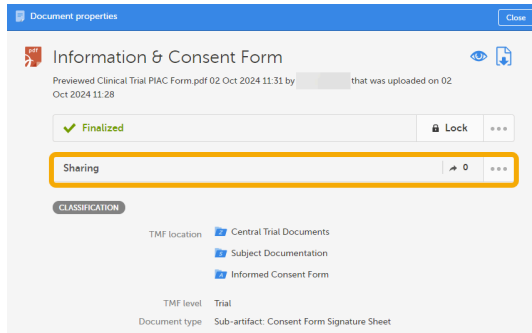 Document properties
Close
pdf
Information & Consent Form
Previewed Clinical Trial PIAC Form.pdf 02 Oct 2024 11:31 by that was uploaded on 02
Oct 2024 11:28
Finalized
Lock
Sharing
0
CLASSIFICATION
TMF location
Z Central Trial Documents
Y Subject Documentation
A Informed Consent Form
TMF level Trial
Document type Sub-artifact: Consent Form Signature Sheet